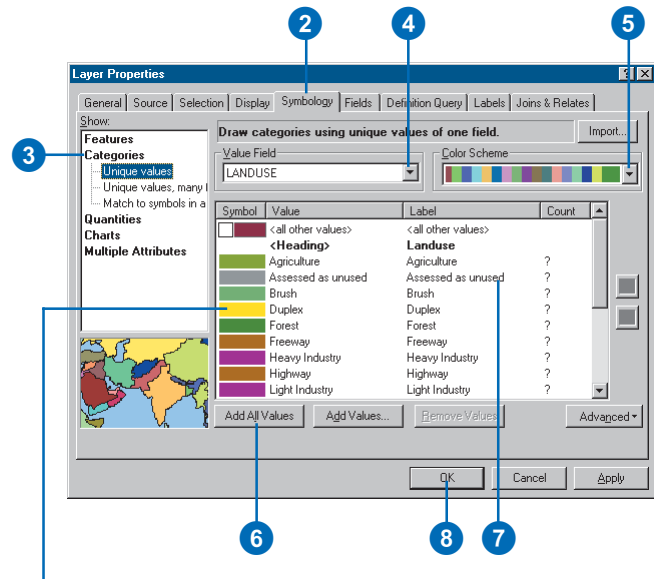 2
4
5
Layer Properties
General Source Selection Display Symbology Fields Definition Query Labels Joins & Relates
Show:
Features
Categories
Unique values
Unique values, many
Match to symbols in a
Quantities
Charts
Multiple Attributes
3
Draw categories using unique values of one field.
Import...
Value Field
LANDUSE
Color Scheme
Symbol Value Label Count
<all other values> <all other values>
<Heading> Landuse
Agriculture Agriculture ?
Assessed as unused Assessed as unused ?
Brush Brush ?
Duplex Duplex ?
Forest Forest ?
Freeway Freeway ?
Heavy Industry Heavy Industry ?
Highway Highway ?
Light Industry Light Industry ?
Add All Values Add Values... Remove Values Advanced
OK Cancel Apply
6
8
7